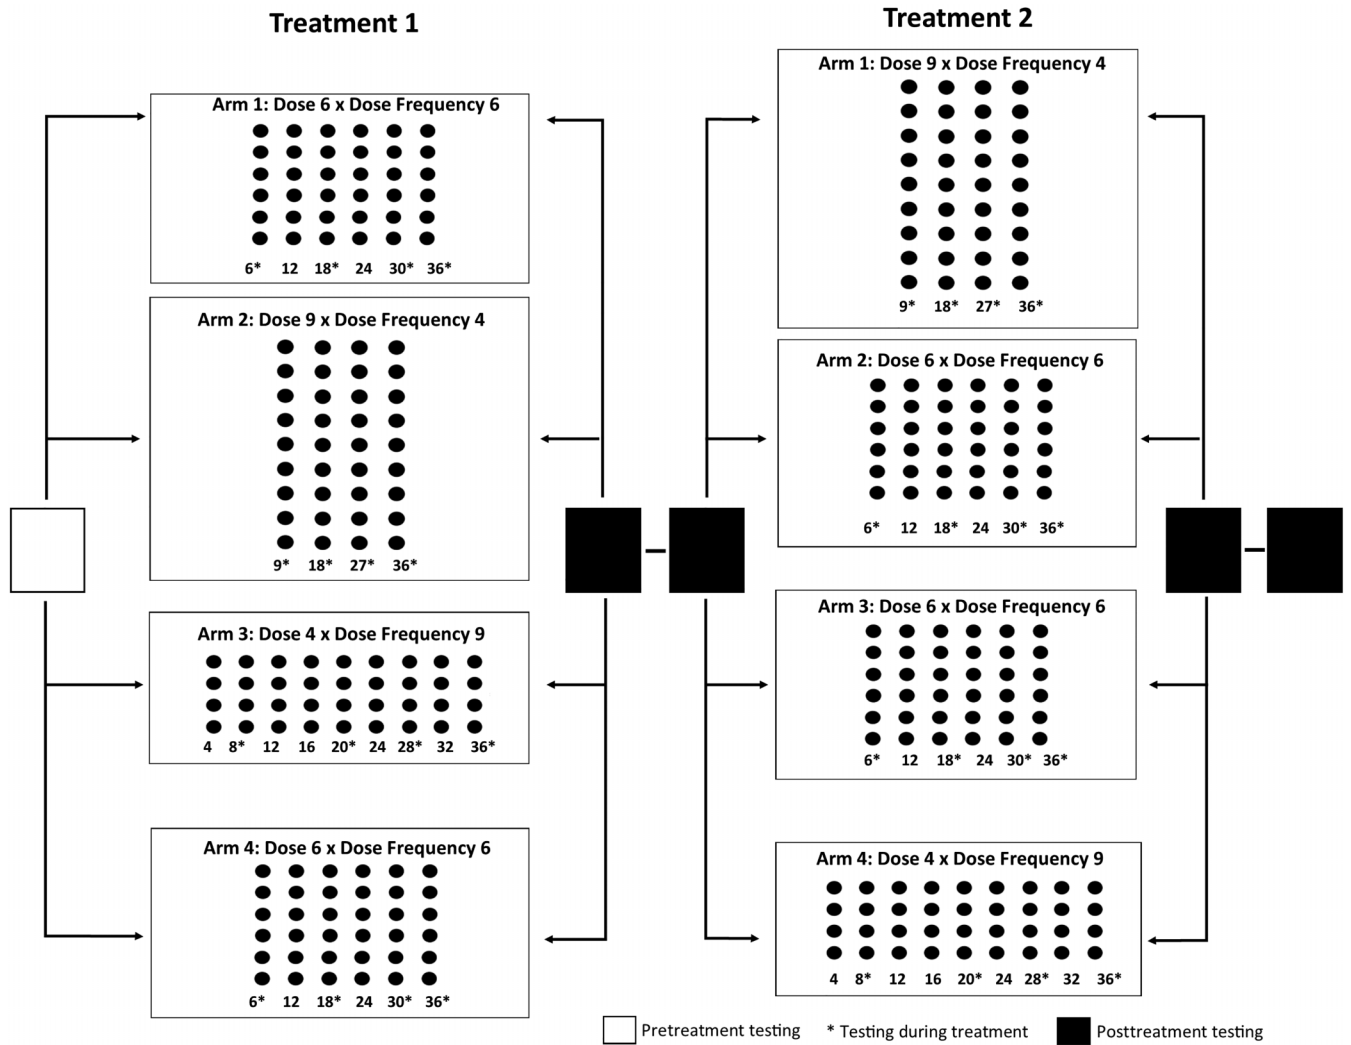 Treatment 1
Arm 1: Dose 6 x Dose Frequency 6
6* 12 18* 24 30* 36*
Arm 2: Dose 9 x Dose Frequency 4
9* 18* 27* 36*
Arm 3: Dose 4 x Dose Frequency 9
4 8* 12 16 20* 24 28* 32 36*
Arm 4: Dose 6 x Dose Frequency 6
6* 12 18* 24 30* 36*
Treatment 2
Arm 1: Dose 9 x Dose Frequency 4
9* 18* 27* 36*
Arm 2: Dose 6 x Dose Frequency 6
6* 12 18* 24 30* 36*
Arm 3: Dose 6 x Dose Frequency 6
6* 12 18* 24 30* 36*
Arm 4: Dose 4 x Dose Frequency 9
4 8* 12 16 20* 24 28* 32 36*
Pretreatment testing * Testing during treatment Posttreatment testing